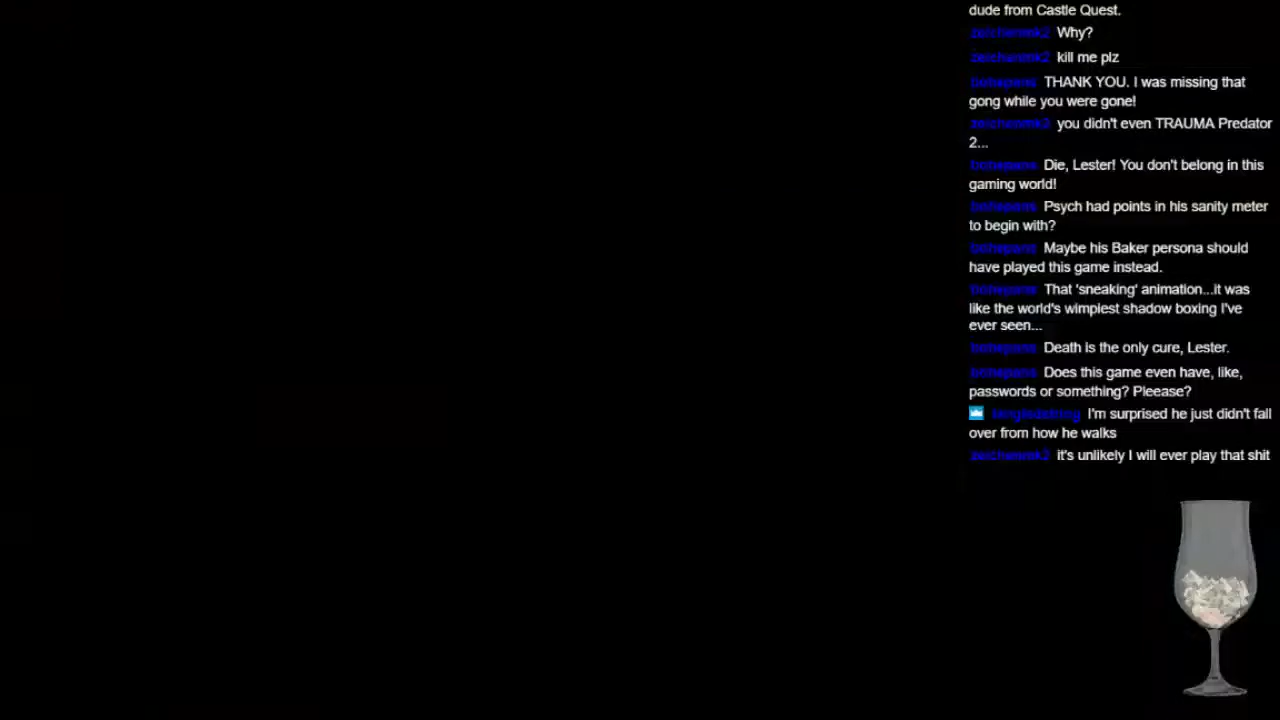 dude from Castle Quest.
zeichanmk2 Why?
zeichanmk2 kill me plz
THANK YOU. I was missing that
gong while you were gone!
zeichanmk2 you didn't even TRAUMA Predator
2...
Die, Lester! You don't belong in this
gaming world!
Psych had points in his sanity meter
to begin with?
Maybe his Baker persona should
have played this game instead.
That 'sneaking' animation...it was
like the world's wimpiest shadow boxing I've
ever seen...
Death is the only cure, Lester.
Does this game even have, like,
passwords or something? Pleease?
I'm surprised he just didn't fall
over from how he walks
zeichanmk2 it's unlikely I will ever play that shit